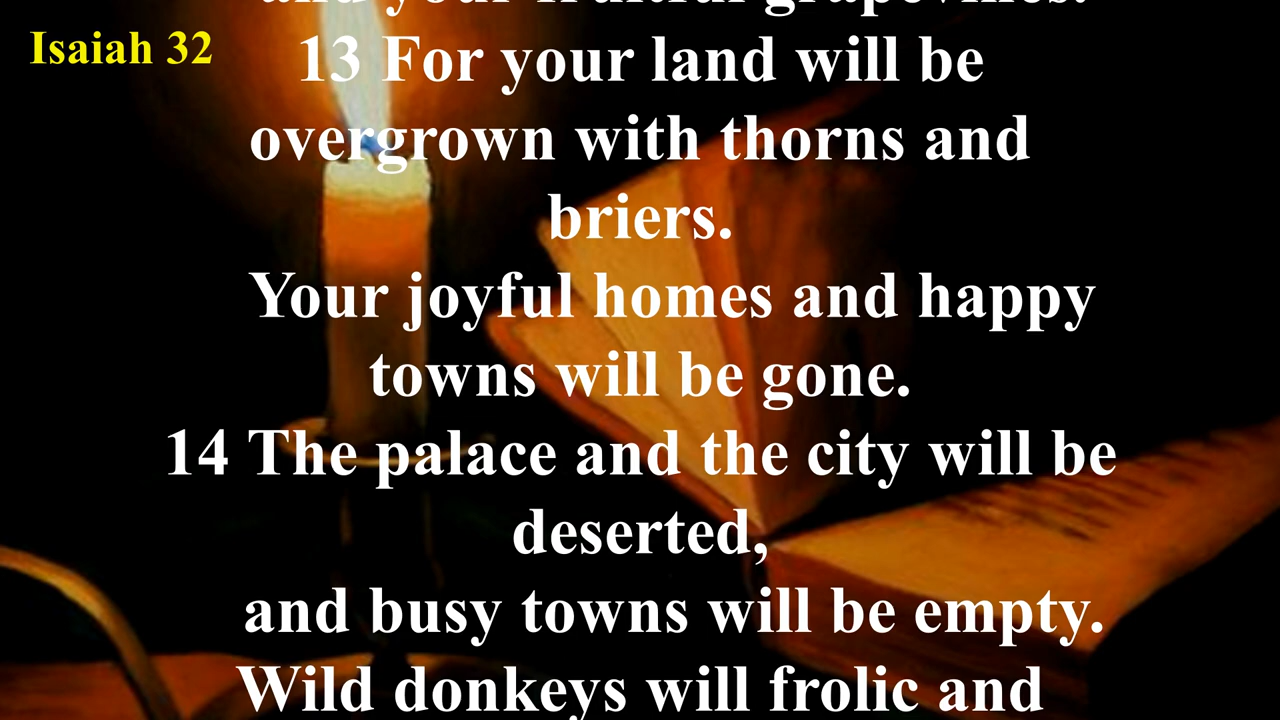 and your fruitful grapevines.
Isaiah 32
13 For your land will be
overgrown with thorns and
briers.
Your joyful homes and happy
towns will be gone.
14 The palace and the city will be
deserted,
and busy towns will be empty.
Wild donkeys will frolic and